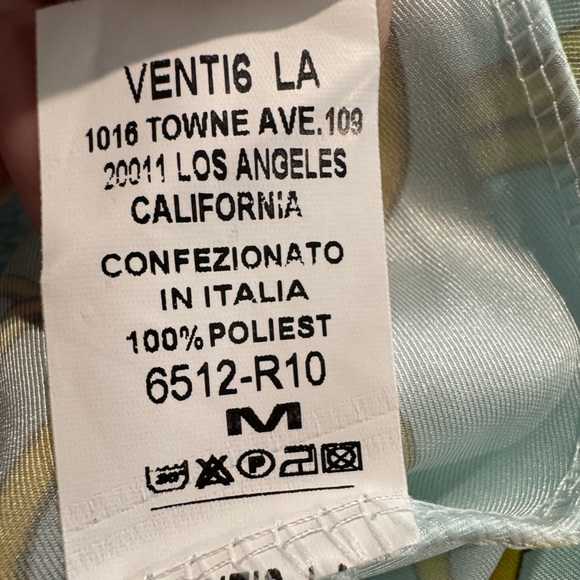 VENTI6 LA
1016 TOWNE AVE.109
20011 LOS ANGELES
CALIFORNIA
CONFEZIONATO
IN ITALIA
100% POLIEST
6512-R10
M
P